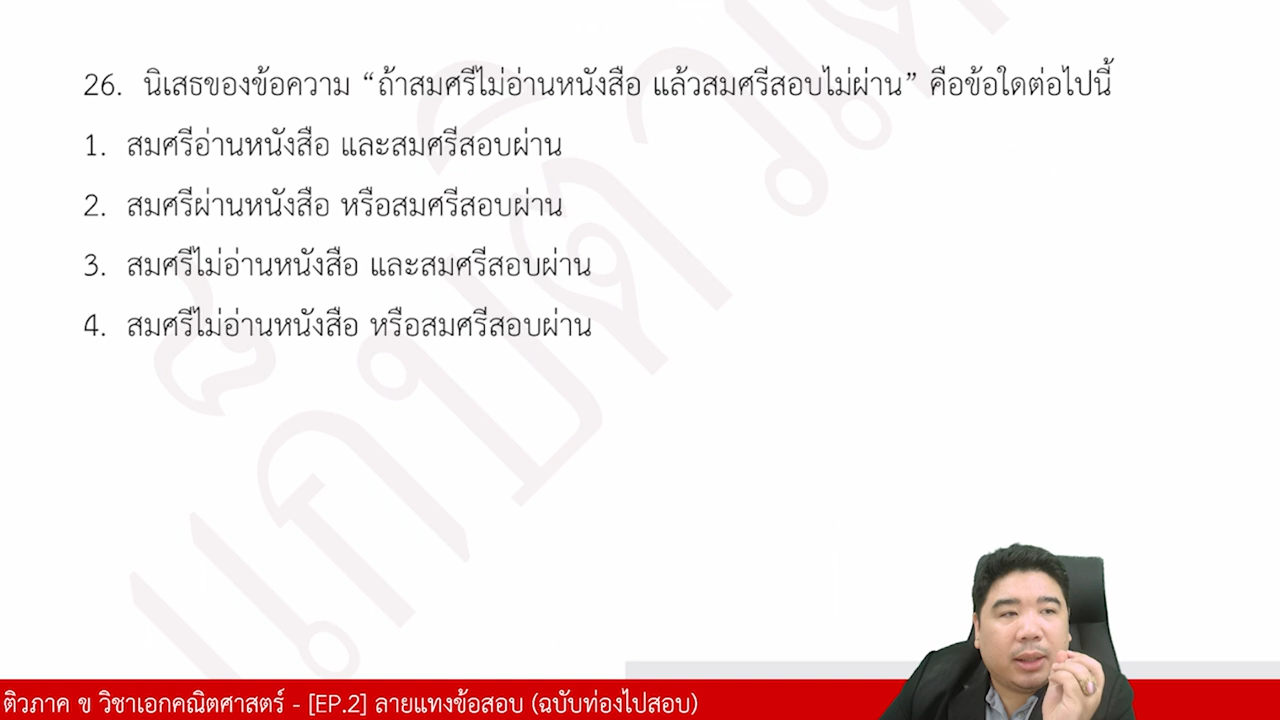 26. นิเสธของข้อความ “ถ้าสมศรีไม่อ่านหนังสือ แล้วสมศรีสอบไม่ผ่าน” คือข้อใดต่อไปนี้
1. สมศรีอ่านหนังสือ และสมศรีสอบผ่าน
2. สมศรีผ่านหนังสือ หรือสมศรีสอบผ่าน
3. สมศรีไม่อ่านหนังสือ และสมศรีสอบผ่าน
4. สมศรีไม่อ่านหนังสือ หรือสมศรีสอบผ่าน
ติวภาค ข วิชาเอกคณิตศาสตร์ - [EP.2] ลายแทงข้อสอบ (ฉบับท่องไปสอบ)